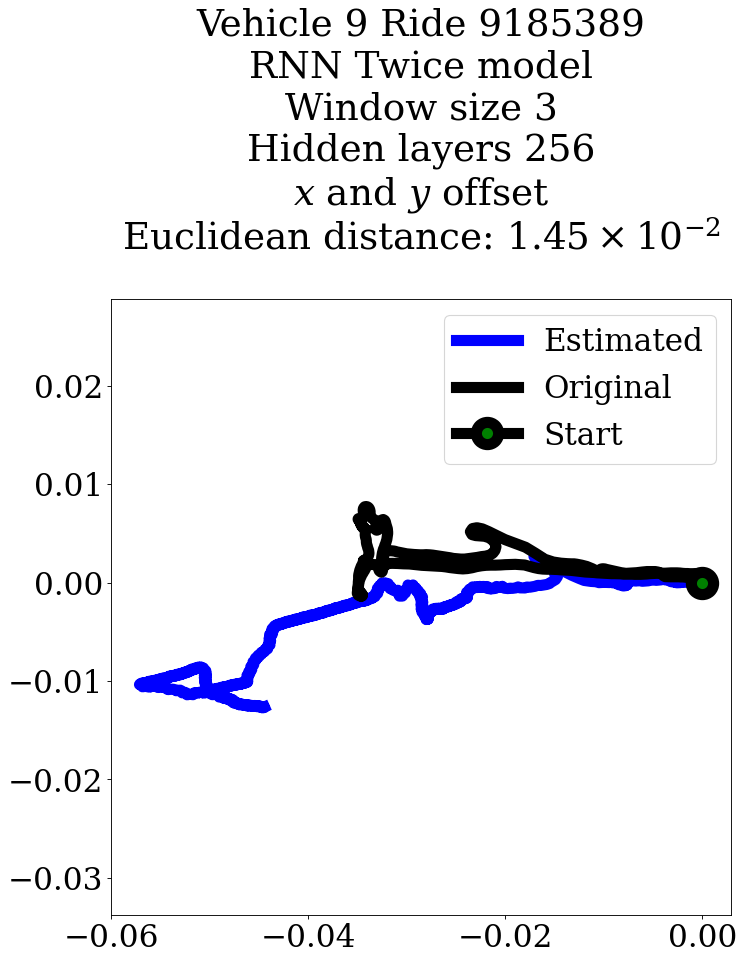 Vehicle 9 Ride 9185389
RNN Twice model
Window size 3
Hidden layers 256
x and y offset
Euclidean distance: 1.45 × 10⁻²
Estimated
Original
Start
0.02
0.01
0.00
−0.01
−0.02
−0.03
−0.06 −0.04 −0.02 0.00